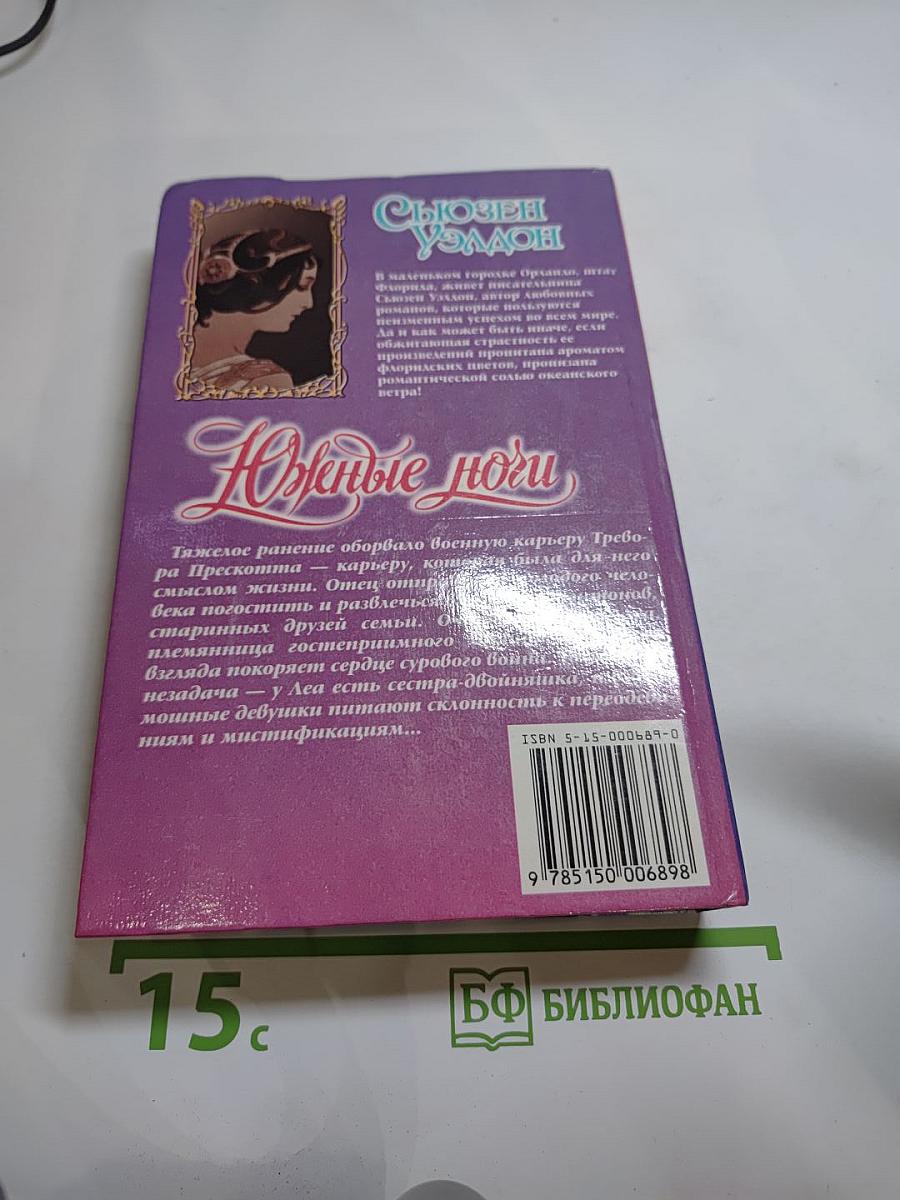 Сьюзен
Уэлдон
В маленьком городке Орландо, штат
Флорида, живет писательница
Сьюзен Уэлдон, автор любовных
романов, которые пользуются
неизменным успехом во всем мире.
Да и как может быть иначе, если
обжигающая страстность ее
произведений пропитана ароматом
флоридских цветов, пронизана
романтической солью океанского
ветра!
Южные ночи
Тяжелое ранение оборвало военную карьеру Трево-
ра Прескотта — карьеру, которая была для него
смыслом жизни. Отец чело-
века погостить и развлечься
старинных друзей семьи.
племянница гостеприимного
взгляда покоряет сердце сурового воина.
незадача — у Леа есть сестра-двойняшка,
мошные девушки питают склонность к переоде
ниям и мистификациям...
ISBN 5-15-000689-0
9 785150 006898
15 с
БФ БИБЛИОФАН